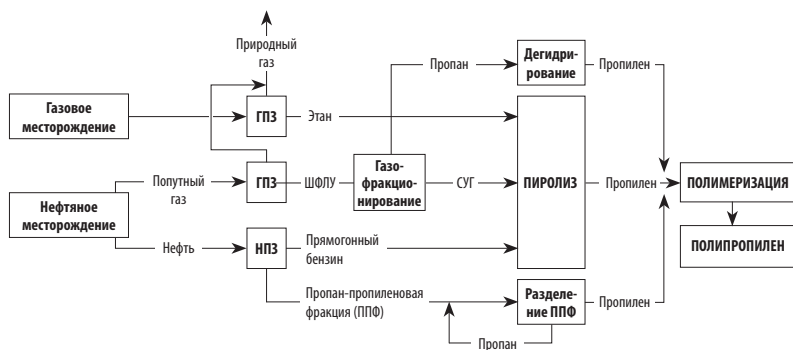 Природный
газ
Пропан
Дегидри-
рование
Пропилен
Газовое
месторождение
ГПЗ
Этан
Попутный
газ
ГПЗ
ШФЛУ
Газо-
фракцио-
нирование
СУГ
ПИРОЛИЗ
Пропилен
ПОЛИМЕРИЗАЦИЯ
Нефтяное
месторождение
Нефть
НПЗ
Прямогонный
бензин
ПОЛИПРОПИЛЕН
Пропан-пропиленовая
фракция (ППФ)
Разделе-
ние ППФ
Пропилен
Пропан